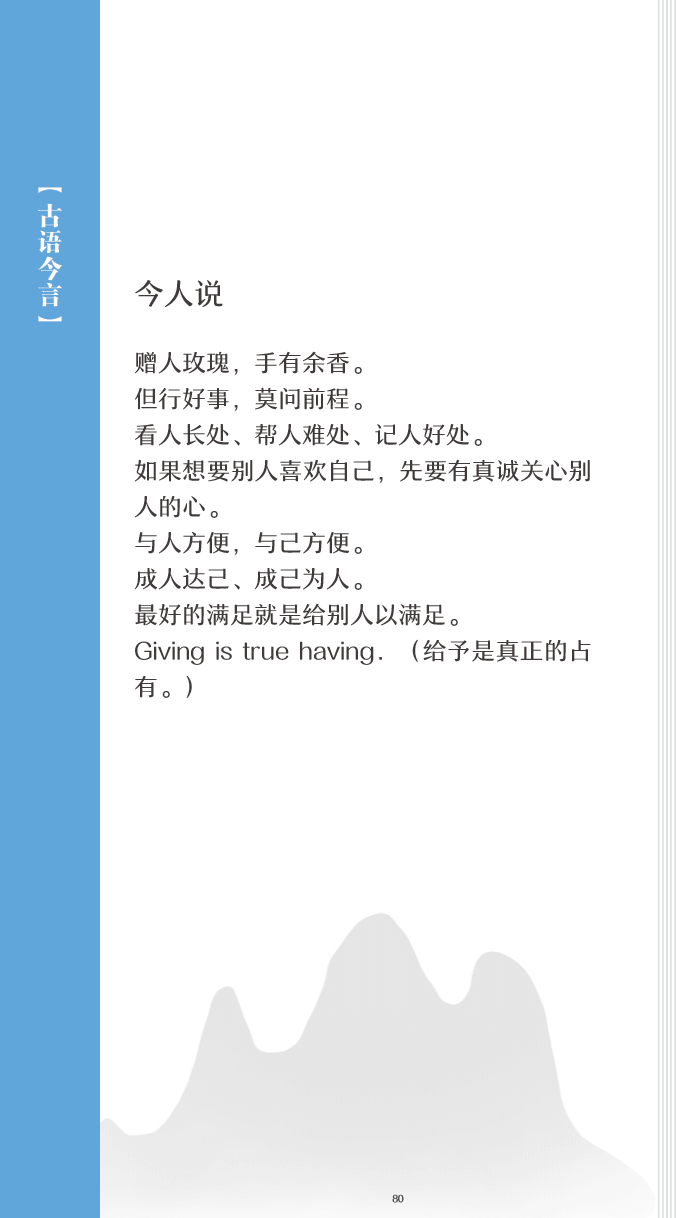 【古语今言】
今人说
赠人玫瑰，手有余香。
但行好事，莫问前程。
看人长处、帮人难处、记人好处。
如果想要别人喜欢自己，先要有真诚关心别
人的心。
与人方便，与己方便。
成人达己、成己为人。
最好的满足就是给别人以满足。
Giving is true having. （给予是真正的占
有。）
80